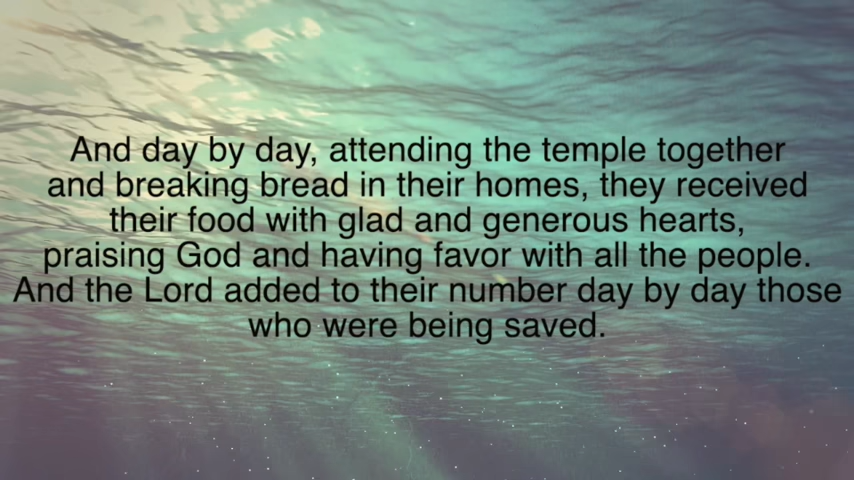 And day by day, attending the temple together
and breaking bread in their homes, they received
their food with glad and generous hearts,
praising God and having favor with all the people.
And the Lord added to their number day by day those
who were being saved.